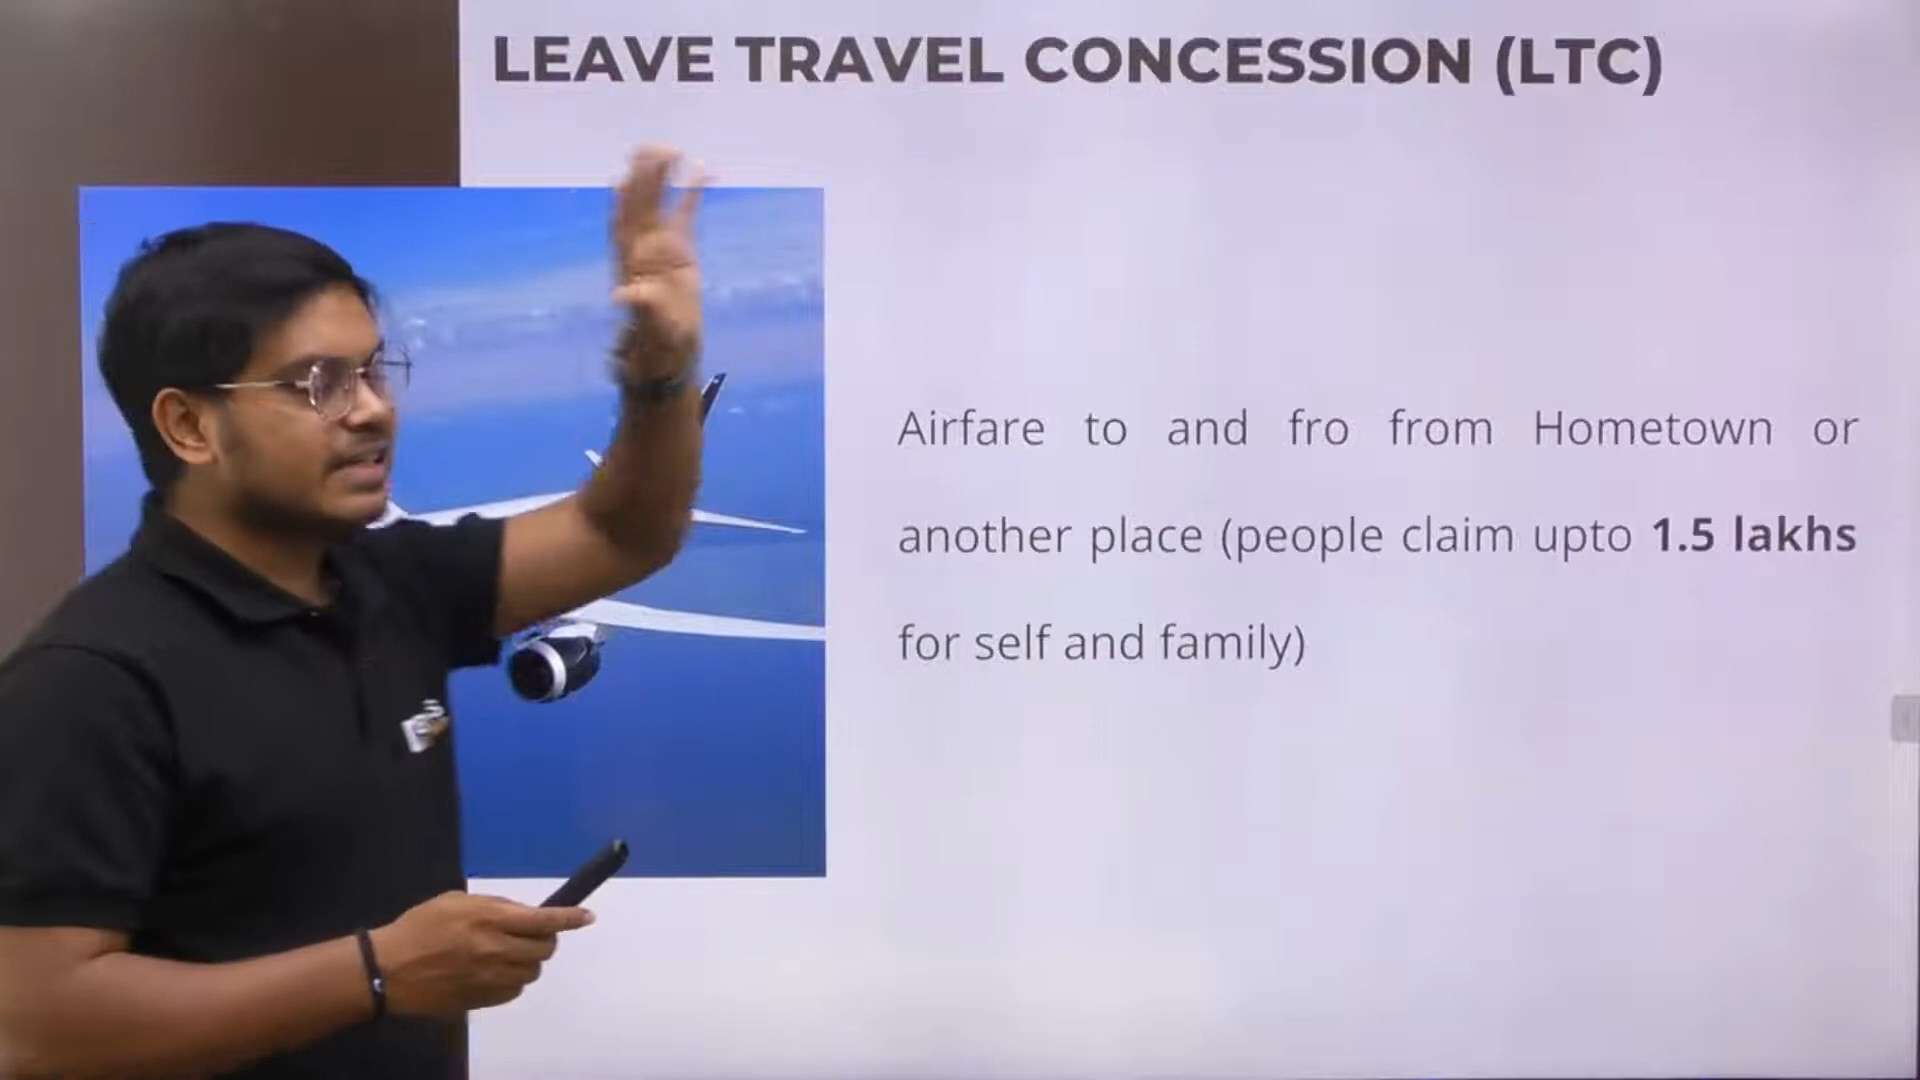 LEAVE TRAVEL CONCESSION (LTC)
Airfare to and fro from Hometown or
another place (people claim upto 1.5 lakhs
for self and family)